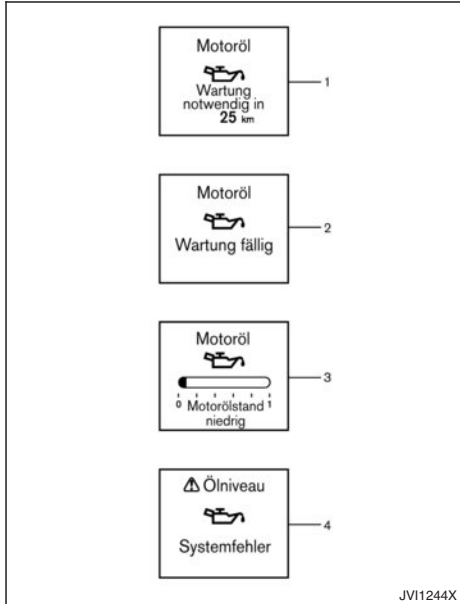 Motoröl
Wartung
notwendig in
25 km
1
Motoröl
Wartung fällig
2
Motoröl
0 Motorölstand 1
niedrig
3
Ölniveau
Systemfehler
4
JVI1244X